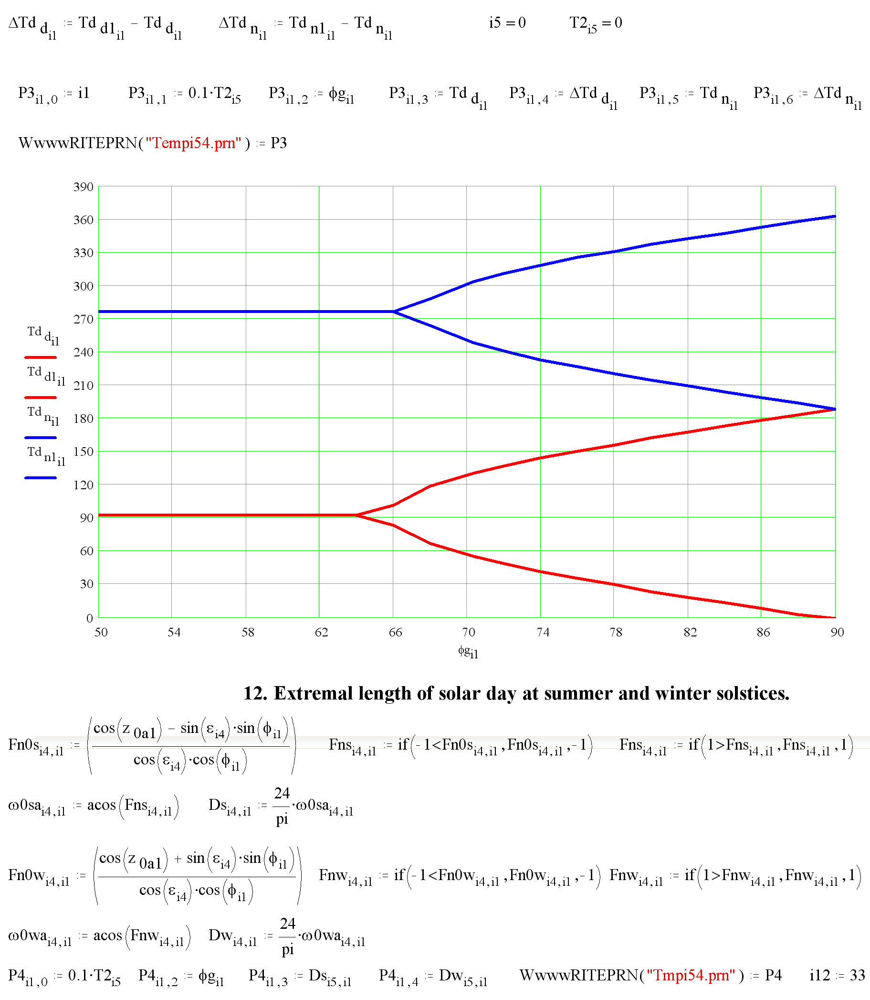 ΔTd d_i1 := Td d1_i1 − Td d_i1 ΔTd n_i1 := Td n1_i1 − Td n_i1 i5 = 0 T2_i5 = 0
P3_i1,0 := i1 P3_i1,1 := 0.1·T2_i5 P3_i1,2 := ϕg_i1 P3_i1,3 := Td d_i1 P3_i1,4 := ΔTd d_i1 P3_i1,5 := Td n_i1 P3_i1,6 := ΔTd n_i1
WwwwRITEPRN("Tempi54.prn") := P3
390
360
330
300
270
240
210
180
150
120
90
60
30
0
Td d_i1
Td d1_i1
Td n_i1
Td n1_i1
50 54 58 62 66 70 74 78 82 86 90
ϕg_i1
12. Extremal length of solar day at summer and winter solstices.
Fn0s_i4,i1 := ((cos(z 0a1) − sin(ε_i4)·sin(ϕ_i1))/(cos(ε_i4)·cos(ϕ_i1))) Fns_i4,i1 := if(−1<Fn0s_i4,i1,Fn0s_i4,i1,−1) Fns_i4,i1 := if(1>Fns_i4,i1,Fns_i4,i1,1)
ω0sa_i4,i1 := acos(Fns_i4,i1) Ds_i4,i1 := 24/pi·ω0sa_i4,i1
Fn0w_i4,i1 := ((cos(z 0a1) + sin(ε_i4)·sin(ϕ_i1))/(cos(ε_i4)·cos(ϕ_i1))) Fnw_i4,i1 := if(−1<Fn0w_i4,i1,Fn0w_i4,i1,−1) Fnw_i4,i1 := if(1>Fnw_i4,i1,Fnw_i4,i1,1)
ω0wa_i4,i1 := acos(Fnw_i4,i1) Dw_i4,i1 := 24/pi·ω0wa_i4,i1
P4_i1,0 := 0.1·T2_i5 P4_i1,2 := ϕg_i1 P4_i1,3 := Ds_i5,i1 P4_i1,4 := Dw_i5,i1 WwwwRITEPRN("Tmpi54.prn") := P4 i12 := 33